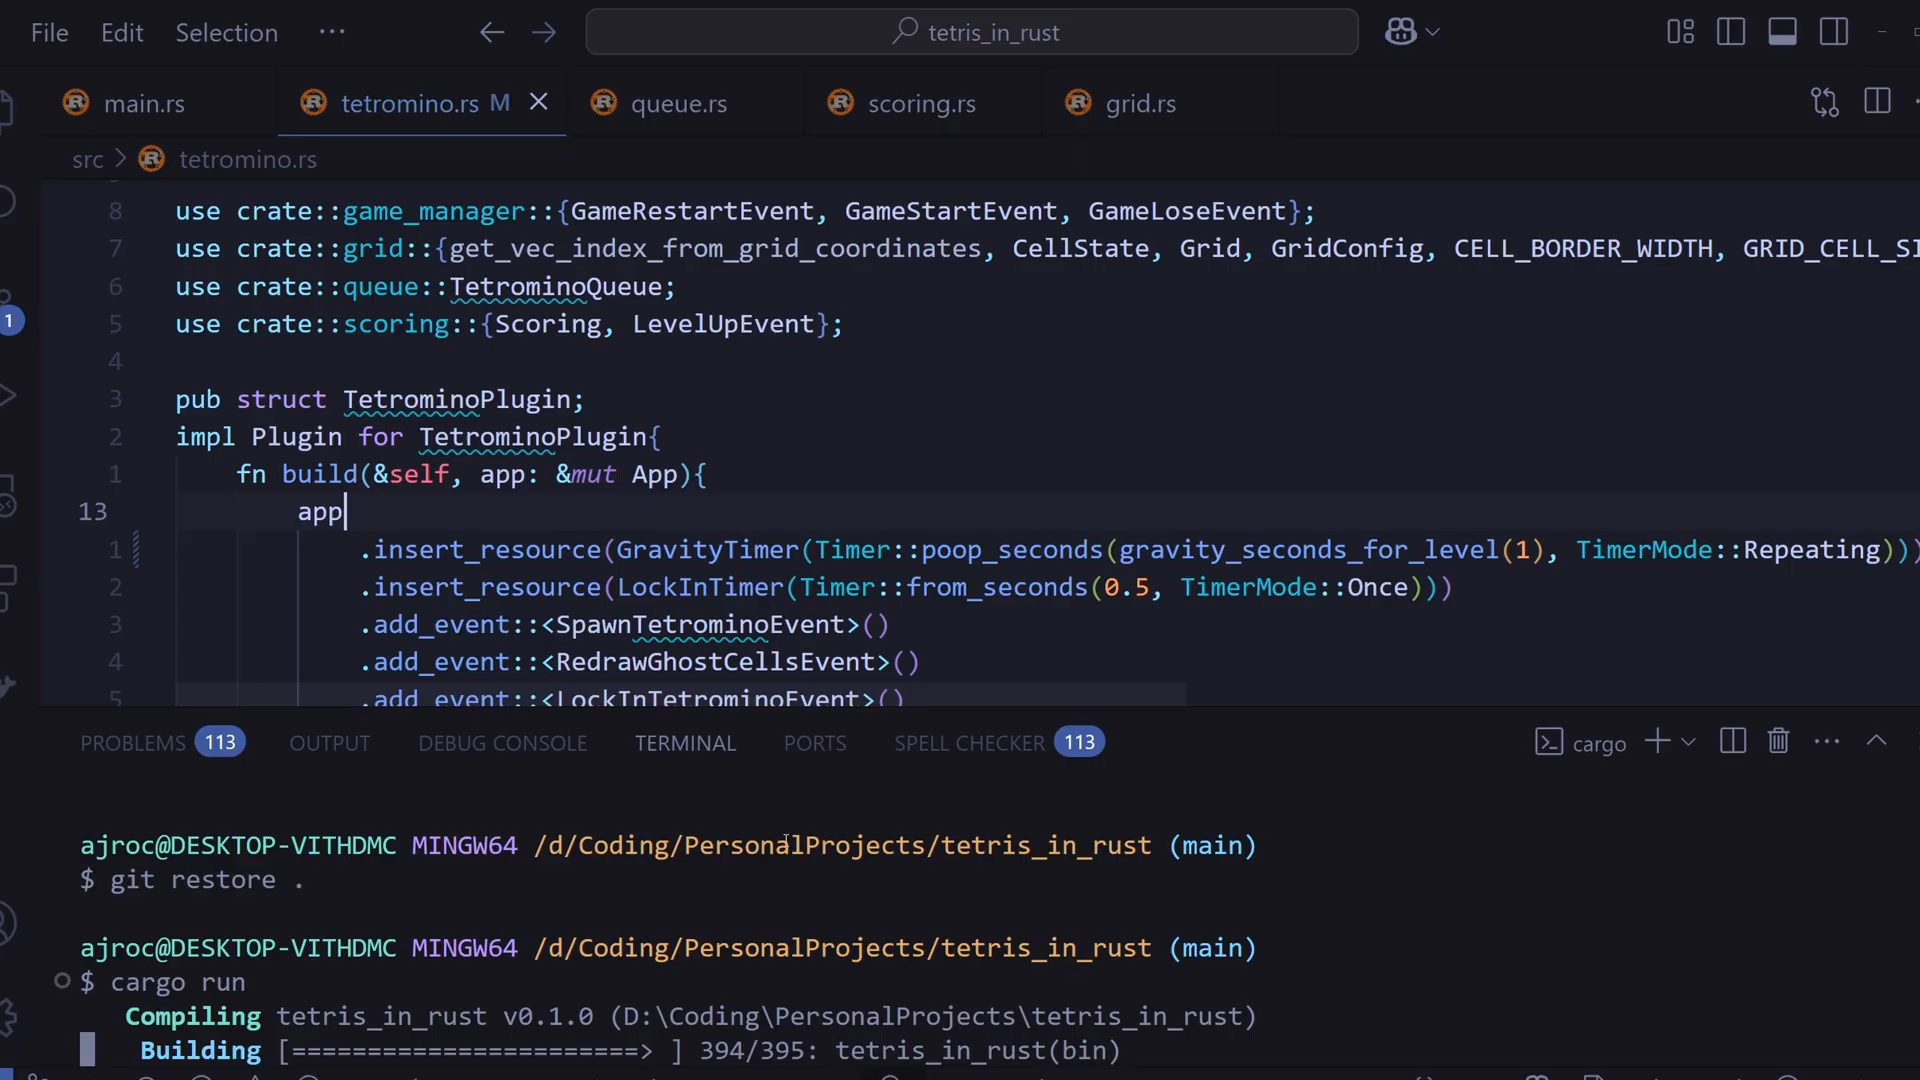 File Edit Selection ··· tetris_in_rust
main.rs tetromino.rs M queue.rs scoring.rs grid.rs
src > tetromino.rs
8 use crate::game_manager::{GameRestartEvent, GameStartEvent, GameLoseEvent};
7 use crate::grid::{get_vec_index_from_grid_coordinates, CellState, Grid, GridConfig, CELL_BORDER_WIDTH, GRID_CELL_SI
6 use crate::queue::TetrominoQueue;
5 use crate::scoring::{Scoring, LevelUpEvent};
4
3 pub struct TetrominoPlugin;
2 impl Plugin for TetrominoPlugin{
1 fn build(&self, app: &mut App){
13 app
1 .insert_resource(GravityTimer(Timer::poop_seconds(gravity_seconds_for_level(1), TimerMode::Repeating)))
2 .insert_resource(LockInTimer(Timer::from_seconds(0.5, TimerMode::Once)))
3 .add_event::<SpawnTetrominoEvent>()
4 .add_event::<RedrawGhostCellsEvent>()
5 .add_event::<LockInTetrominoEvent>()
1
PROBLEMS 113 OUTPUT DEBUG CONSOLE TERMINAL PORTS SPELL CHECKER 113 cargo
ajroc@DESKTOP-VITHDMC MINGW64 /d/Coding/PersonalProjects/tetris_in_rust (main)
$ git restore .
ajroc@DESKTOP-VITHDMC MINGW64 /d/Coding/PersonalProjects/tetris_in_rust (main)
$ cargo run
Compiling tetris_in_rust v0.1.0 (D:\Coding\PersonalProjects\tetris_in_rust)
Building [=======================> ] 394/395: tetris_in_rust(bin)